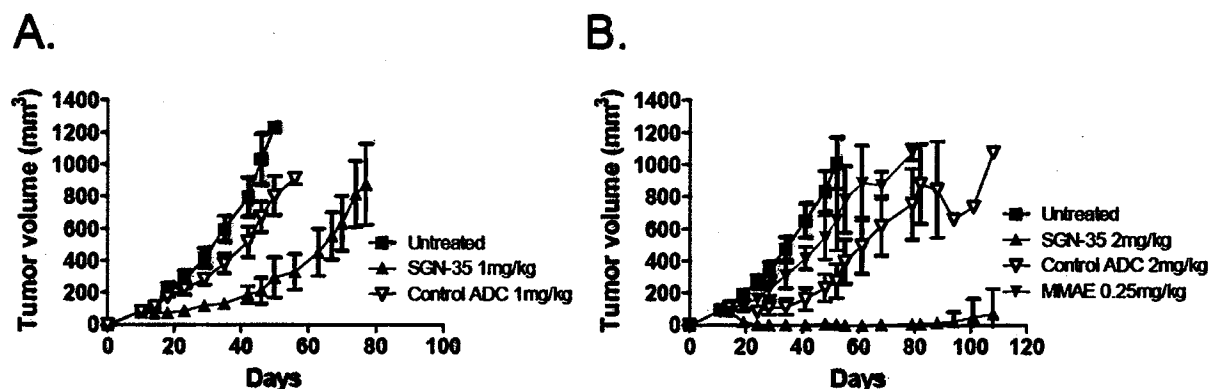 A.
Tumor volume (mm³)
1400
1200
1000
800
600
400
200
0
0 20 40 60 80 100
Days
Untreated
SGN-35 1mg/kg
Control ADC 1mg/kg
B.
Tumor volume (mm³)
1400
1200
1000
800
600
400
200
0
0 20 40 60 80 100 120
Days
Untreated
SGN-35 2mg/kg
Control ADC 2mg/kg
MMAE 0.25mg/kg